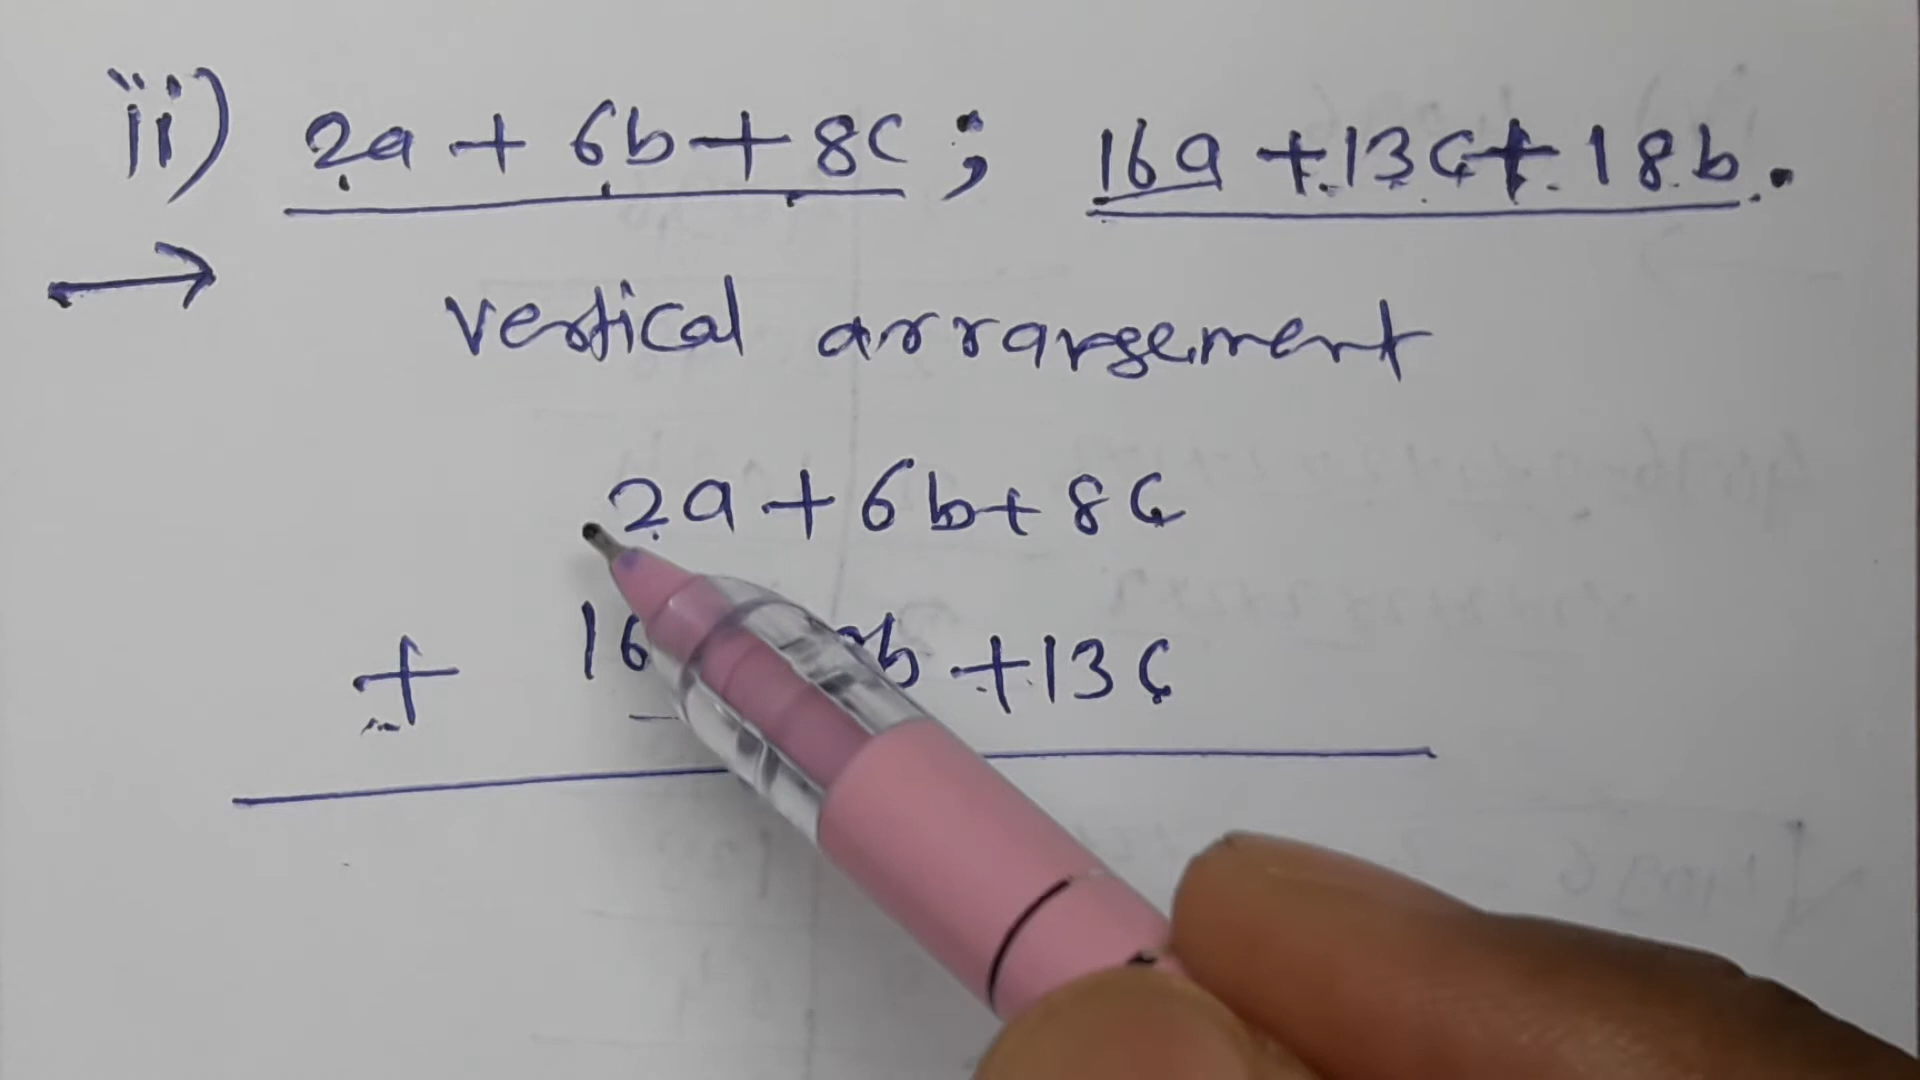 ii) 2a + 6b + 8c ; 16a + 13c + 18b .
→ Vertical arrangement
2a + 6b + 8c
+ 16 b + 13c